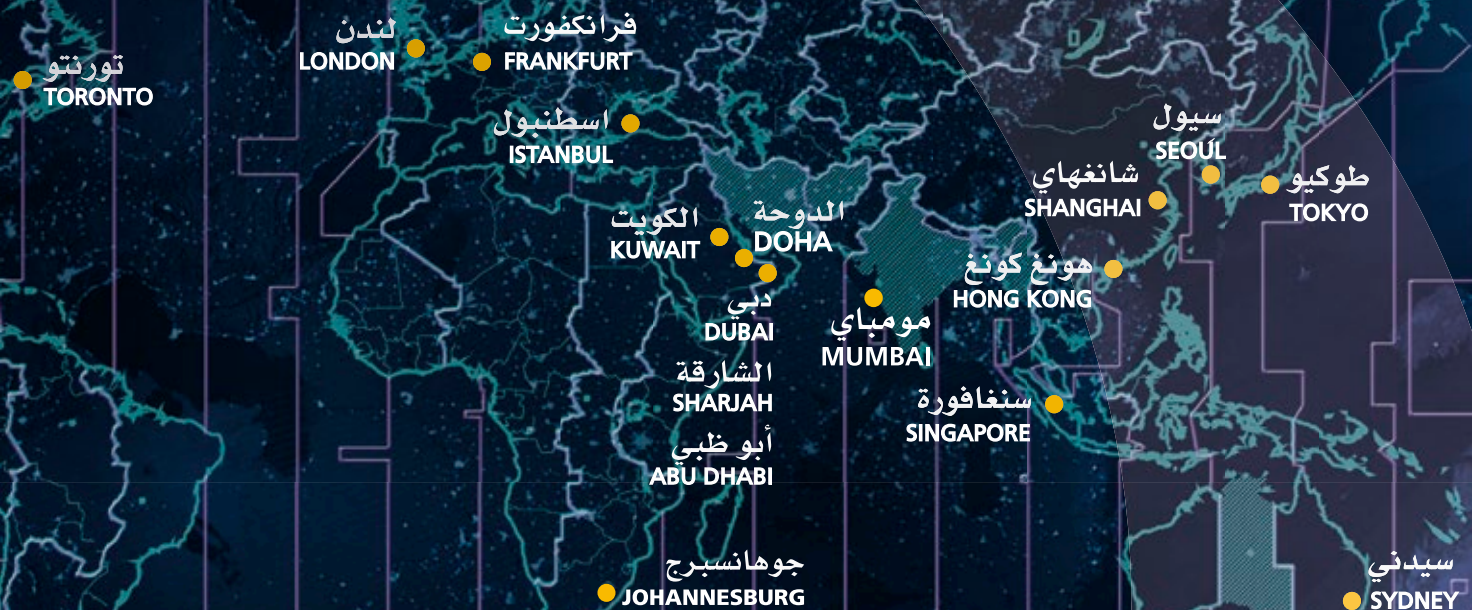 لندن
LONDON
فرانكفورت
FRANKFURT
تورنتو
TORONTO
اسطنبول
ISTANBUL
سيول
SEOUL
شانغهاي
SHANGHAI
طوكيو
TOKYO
الكويت
KUWAIT
الدوحة
DOHA
هونغ كونغ
HONG KONG
دبي
DUBAI
مومباي
MUMBAI
الشارقة
SHARJAH
سنغافورة
SINGAPORE
أبو ظبي
ABU DHABI
جوهانسبرج
JOHANNESBURG
سيدني
SYDNEY